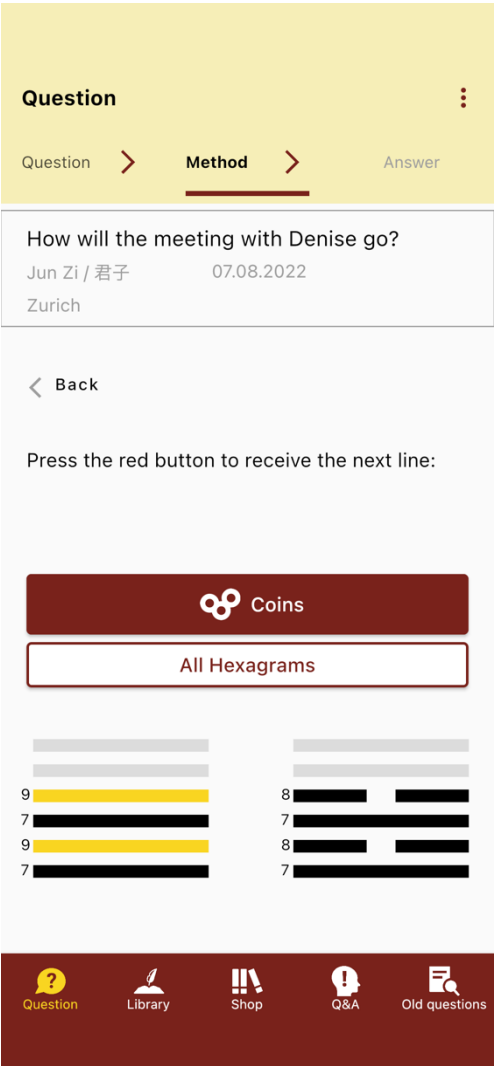 Question
Question Method Answer
How will the meeting with Denise go?
Jun Zi / 君子 07.08.2022
Zurich
Back
Press the red button to receive the next line:
Coins
All Hexagrams
9 8
7 7
9 8
7 7
? !
Question Library Shop Q&A Old questions